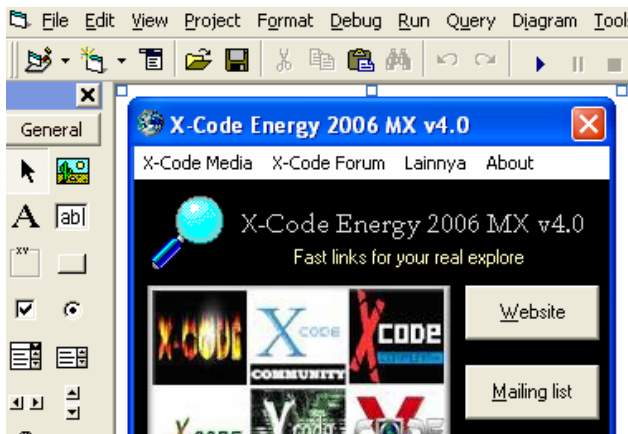 File Edit View Project Format Debug Run Query Diagram Tool
General
X-Code Energy 2006 MX v4.0
X-Code Media X-Code Forum Lainnya About
A ab|
X-Code Energy 2006 MX v4.0
xv
Fast links for your real explore
X-CODE X CODE COMMUNITY XCODE
Website
Mailing list
X code